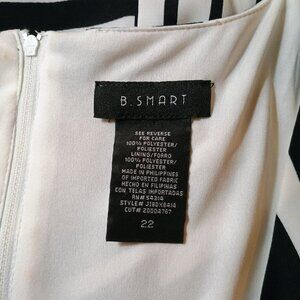 B.SMART
SEE REVERSE
FOR CARE
100% POLYESTER/
POLIESTER
LINING/FORRO
100% POLYESTER/
POLIESTER
MADE IN PHILIPPINES
OF IMPORTED FABRIC
HECHO EN FILIPINAS
CON TELAS IMPORTADAS
RN# 54314
22